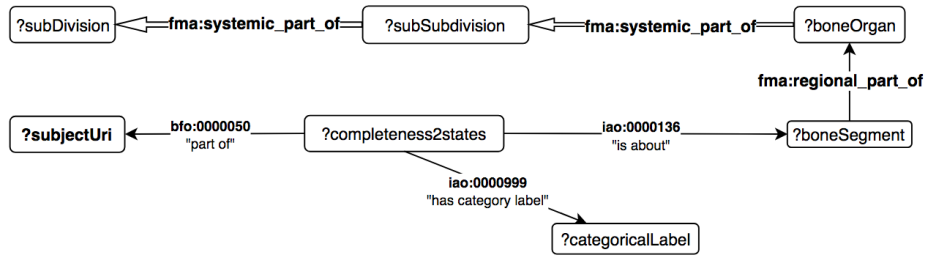 ?subDivision
fma:systemic_part_of
?subSubdivision
fma:systemic_part_of
?boneOrgan
fma:regional_part_of
?subjectUri
bfo:0000050
"part of"
?completeness2states
iao:0000136
"is about"
?boneSegment
iao:0000999
"has category label"
?categoricalLabel